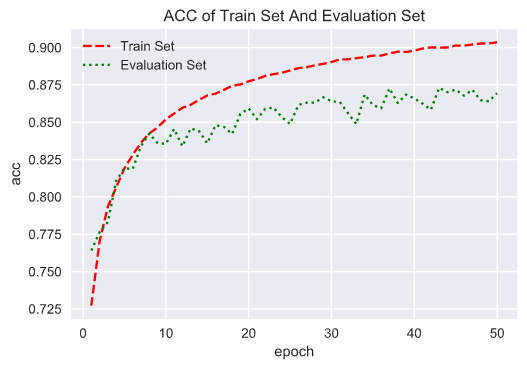 ACC of Train Set And Evaluation Set
Train Set
Evaluation Set
0.900
0.875
0.850
0.825
0.800
0.775
0.750
0.725
acc
0 10 20 30 40 50
epoch